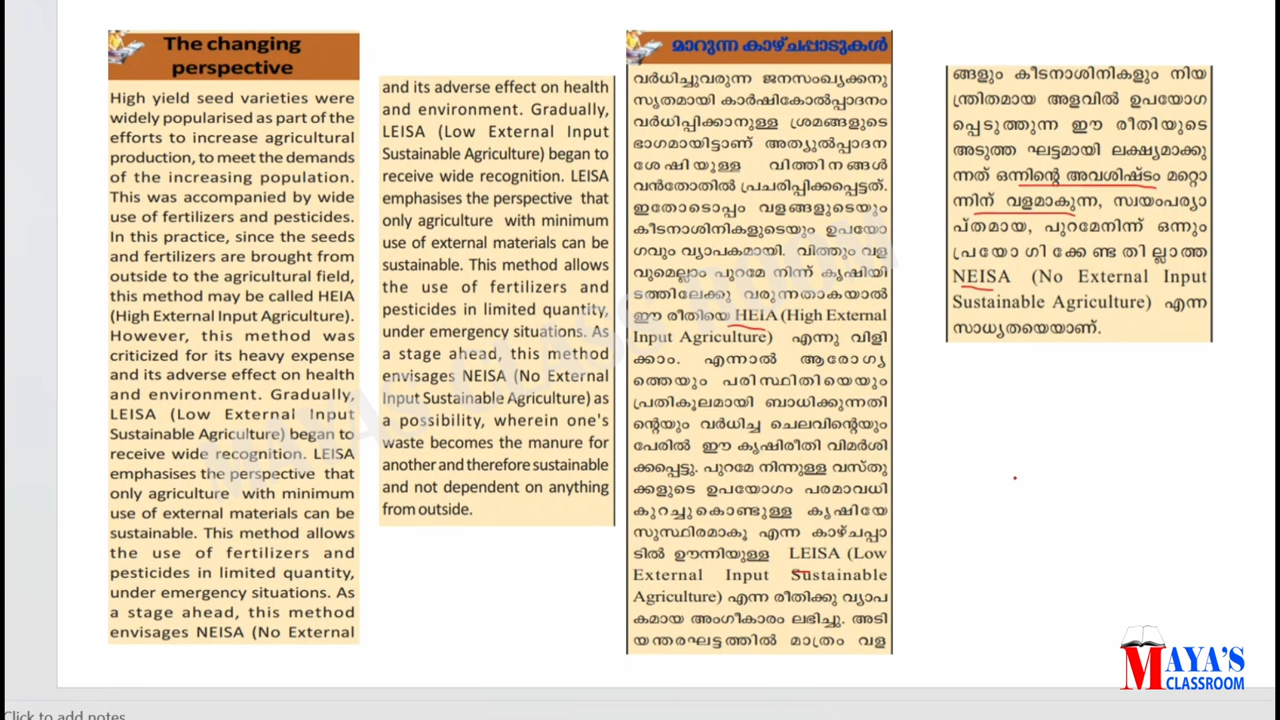 The changing
perspective
High yield seed varieties were
widely popularised as part of the
efforts to increase agricultural
production, to meet the demands
of the increasing population.
This was accompanied by wide
use of fertilizers and pesticides.
In this practice, since the seeds
and fertilizers are brought from
outside to the agricultural field,
this method may be called HEIA
(High External Input Agriculture).
However, this method was
criticized for its heavy expense
and its adverse effect on health
and environment. Gradually,
LEISA (Low External Input
Sustainable Agriculture) began to
receive wide recognition. LEISA
emphasises the perspective that
only agriculture with minimum
use of external materials can be
sustainable. This method allows
the use of fertilizers and
pesticides in limited quantity,
under emergency situations. As
a stage ahead, this method
envisages NEISA (No External
and its adverse effect on health
and environment. Gradually,
LEISA (Low External Input
Sustainable Agriculture) began to
receive wide recognition. LEISA
emphasises the perspective that
only agriculture with minimum
use of external materials can be
sustainable. This method allows
the use of fertilizers and
pesticides in limited quantity,
under emergency situations. As
a stage ahead, this method
envisages NEISA (No External
Input Sustainable Agriculture) as
a possibility, wherein one's
waste becomes the manure for
another and therefore sustainable
and not dependent on anything
from outside.
മാറുന്ന കാഴ്ചപ്പാടുകൾ
വർധിച്ചുവരുന്ന ജനസംഖ്യക്കനു
സൃതമായി കാർഷികോൽപ്പാദനം
വർധിപ്പിക്കാനുള്ള ശ്രമങ്ങളുടെ
ഭാഗമായിട്ടാണ് അത്യുൽപ്പാദന
ശേഷിയുള്ള വിത്തിനങ്ങൾ
വൻതോതിൽ പ്രചരിപ്പിക്കപ്പെട്ടത്.
ഇതോടൊപ്പം വളങ്ങളുടെയും
കീടനാശിനികളുടെയും ഉപയോ
ഗവും വ്യാപകമായി. വിത്തും വള
വുമെല്ലാം പുറമേ നിന്ന് കൃഷിയി
ടത്തിലേക്കു വരുന്നതാകയാൽ
ഈ രീതിയെ HEIA (High External
Input Agriculture) എന്നു വിളി
ക്കാം. എന്നാൽ ആരോഗ്യ
ത്തെയും പരിസ്ഥിതിയെയും
പ്രതികൂലമായി ബാധിക്കുന്നതി
ന്റെയും വർധിച്ച ചെലവിന്റെയും
പേരിൽ ഈ കൃഷിരീതി വിമർശി
ക്കപ്പെട്ടു. പുറമേ നിന്നുള്ള വസ്തു
ക്കളുടെ ഉപയോഗം പരമാവധി
കുറച്ചുകൊണ്ടുള്ള കൃഷിയേ
സുസ്ഥിരമാകൂ എന്ന കാഴ്ചപ്പാ
ടിൽ ഊന്നിയുള്ള LEISA (Low
External Input Sustainable
Agriculture) എന്ന രീതിക്കു വ്യാപ
കമായ അംഗീകാരം ലഭിച്ചു. അടി
യന്തരഘട്ടത്തിൽ മാത്രം വള
ങ്ങളും കീടനാശിനികളും നിയ
ന്ത്രിതമായ അളവിൽ ഉപയോഗ
പ്പെടുത്തുന്ന ഈ രീതിയുടെ
അടുത്ത ഘട്ടമായി ലക്ഷ്യമാക്കു
ന്നത് ഒന്നിന്റെ അവശിഷ്ടം മറ്റൊ
ന്നിന് വളമാകുന്ന, സ്വയംപര്യാ
പ്തമായ, പുറമേനിന്ന് ഒന്നും
പ്രയോഗിക്കേണ്ടതില്ലാത്ത
NEISA (No External Input
Sustainable Agriculture) എന്ന
സാധ്യതയെയാണ്.
MAYA'S CLASSROOM
MAYA'S
CLASSROOM
Click to add notes